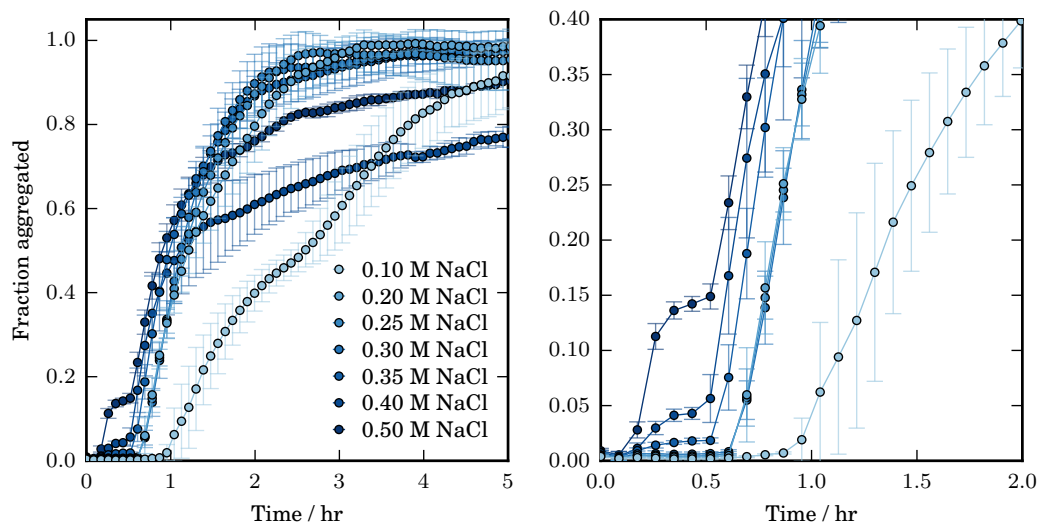 Fraction aggregated
1.0
0.8
0.6
0.4
0.2
0.0
0
1
2
3
4
5
Time / hr
0.10 M NaCl
0.20 M NaCl
0.25 M NaCl
0.30 M NaCl
0.35 M NaCl
0.40 M NaCl
0.50 M NaCl
0.40
0.35
0.30
0.25
0.20
0.15
0.10
0.05
0.00
0.0
0.5
1.0
1.5
2.0
Time / hr